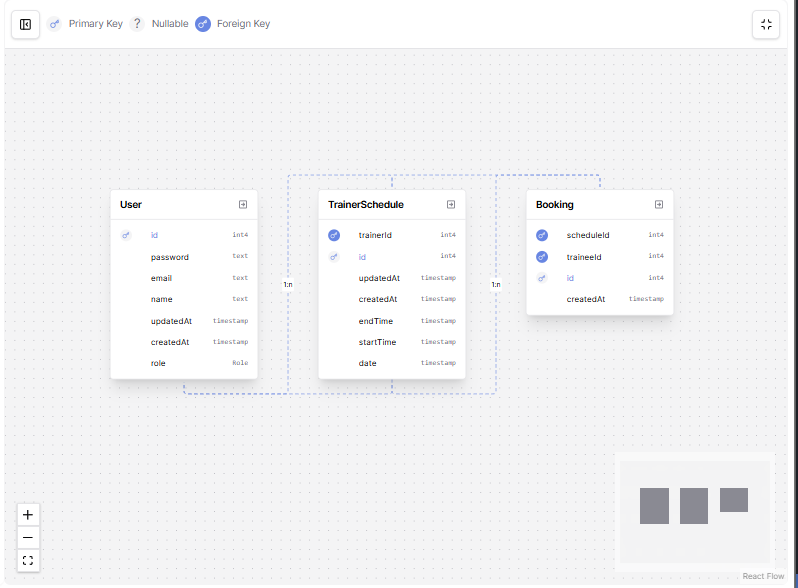 Primary Key ? Nullable Foreign Key
User
id int4
password text
email text
name text
updatedAt timestamp
createdAt timestamp
role Role
1:n
TrainerSchedule
trainerId int4
id int4
updatedAt timestamp
createdAt timestamp
endTime timestamp
startTime timestamp
date timestamp
1:n
Booking
scheduleId int4
traineeId int4
id int4
createdAt timestamp
React Flow